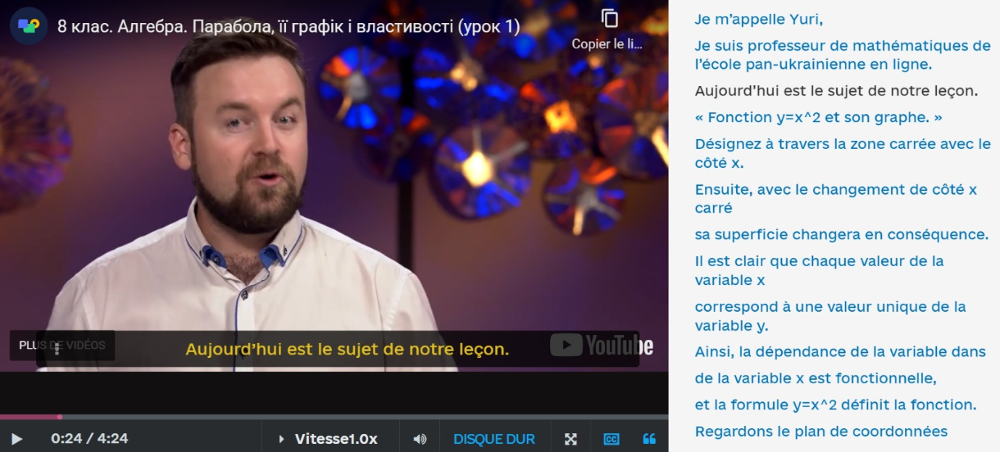 8 клас. Алгебра. Парабола, її графік і властивості (урок 1)
Copier le li...
Aujourd’hui est le sujet de notre leçon.
PLUS DE VIDÉOS
YouTube
0:24 / 4:24
Vitesse1.0x
DISQUE DUR
CC
Je m’appelle Yuri,
Je suis professeur de mathématiques de
l’école pan-ukrainienne en ligne.
Aujourd’hui est le sujet de notre leçon.
« Fonction y=x^2 et son graphe. »
Désignez à travers la zone carrée avec le
côté x.
Ensuite, avec le changement de côté x
carré
sa superficie changera en conséquence.
Il est clair que chaque valeur de la
variable x
correspond à une valeur unique de la
variable y.
Ainsi, la dépendance de la variable dans
de la variable x est fonctionnelle,
et la formule y=x^2 définit la fonction.
Regardons le plan de coordonnées